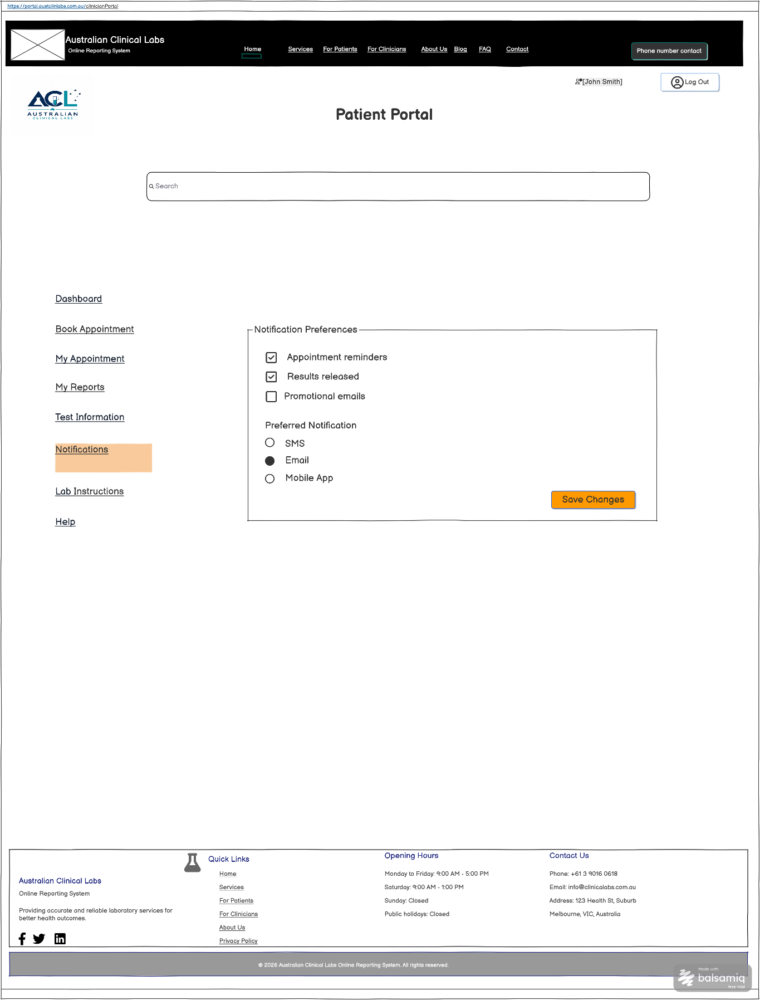 https://portal.austclinlabs.com.au/clinicianPortal
Australian Clinical Labs
Online Reporting System
Home Services For Patients For Clinicians About Us Blog FAQ Contact
Phone number contact
[John Smith]
Log Out
ACL
AUSTRALIAN
CLINICAL LABS
Patient Portal
Search
Dashboard
Book Appointment
My Appointment
My Reports
Test Information
Notifications
Lab Instructions
Help
Notification Preferences
Appointment reminders
Results released
Promotional emails
Preferred Notification
SMS
Email
Mobile App
Save Changes
Australian Clinical Labs
Online Reporting System
Providing accurate and reliable laboratory services for
better health outcomes.
Quick Links
Home
Services
For Patients
For Clinicians
About Us
Privacy Policy
Opening Hours
Monday to Friday: 9:00 AM - 5:00 PM
Saturday: 9:00 AM - 1:00 PM
Sunday: Closed
Public holidays: Closed
Contact Us
Phone: +61 3 9016 0618
Email: info@clinicalabs.com.au
Address: 123 Health St, Suburb
Melbourne, VIC, Australia
© 2026 Australian Clinical Labs Online Reporting System. All rights reserved.
Made with
balsamiq
free trial